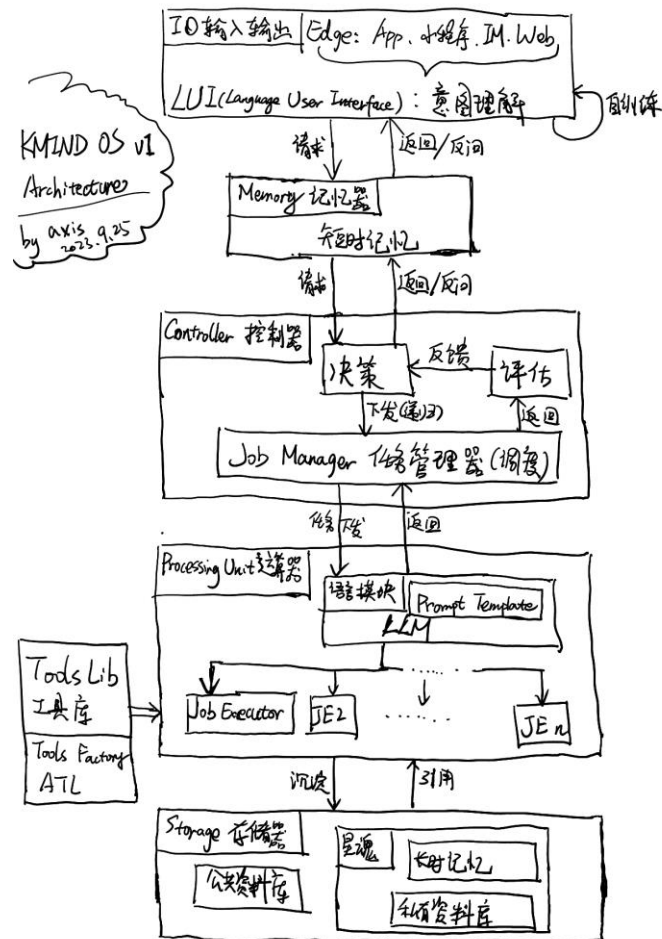 IO输入输出 Edge: App、小程序、IM、Web
LUI(Language User Interface): 意图理解
自训练
KMIND OS v1
Architectures
by axis
2023.9.25
请求 返回/反问
Memory 记忆器
短时记忆
请求 返回/反问
Controller 控制器
决策 反馈 评估
下发(递归) 返回
Job Manager 任务管理器(调度)
任务下发 返回
Processing Unit 运算器
语言模块 Prompt Template
LLM
......
Tools Lib
工具库
Job Executor JE2 ...... JE n
Tools Factory
ATL
沉淀 引用
Storage 存储器
星魂 长时记忆
公共资料库
私有资料库